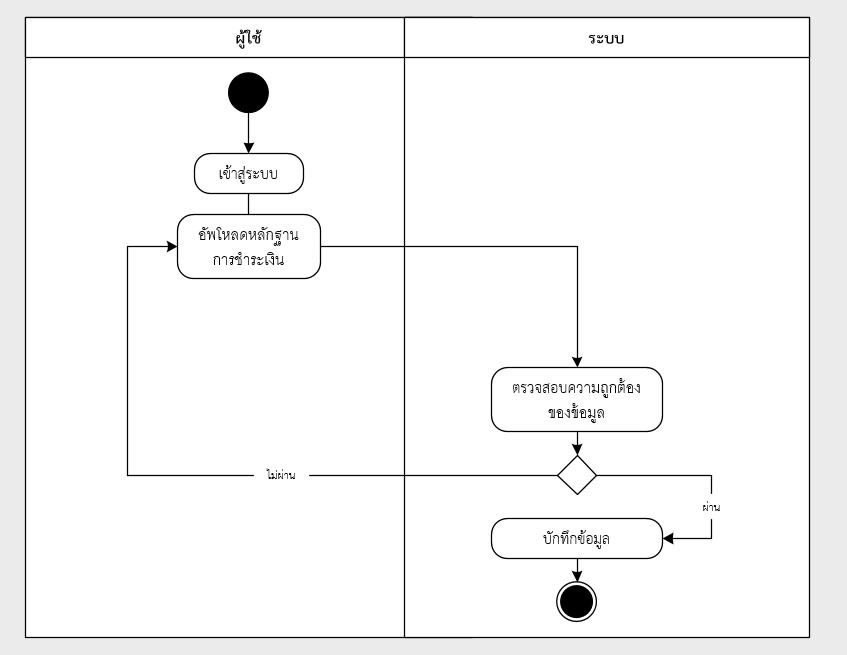 ผู้ใช้
ระบบ
เข้าสู่ระบบ
อัพโหลดหลักฐาน
การชำระเงิน
ตรวจสอบความถูกต้อง
ของข้อมูล
ไม่ผ่าน
ผ่าน
บักทึกข้อมูล